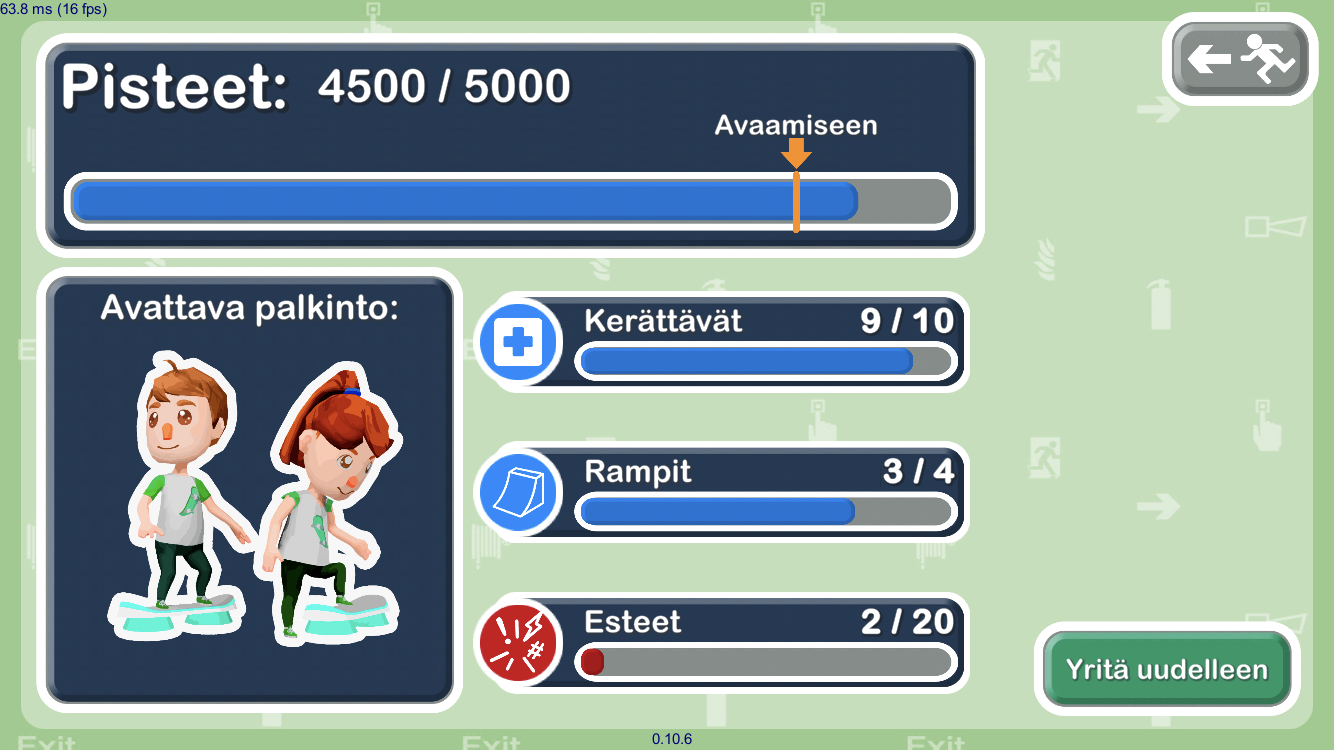 63.8 ms (16 fps)
Pisteet: 4500 / 5000
Avaamiseen
Avattava palkinto:
Kerättävät 9 / 10
Rampit 3 / 4
Esteet 2 / 20
Yritä uudelleen
0.10.6
Exit
Exit
Exit